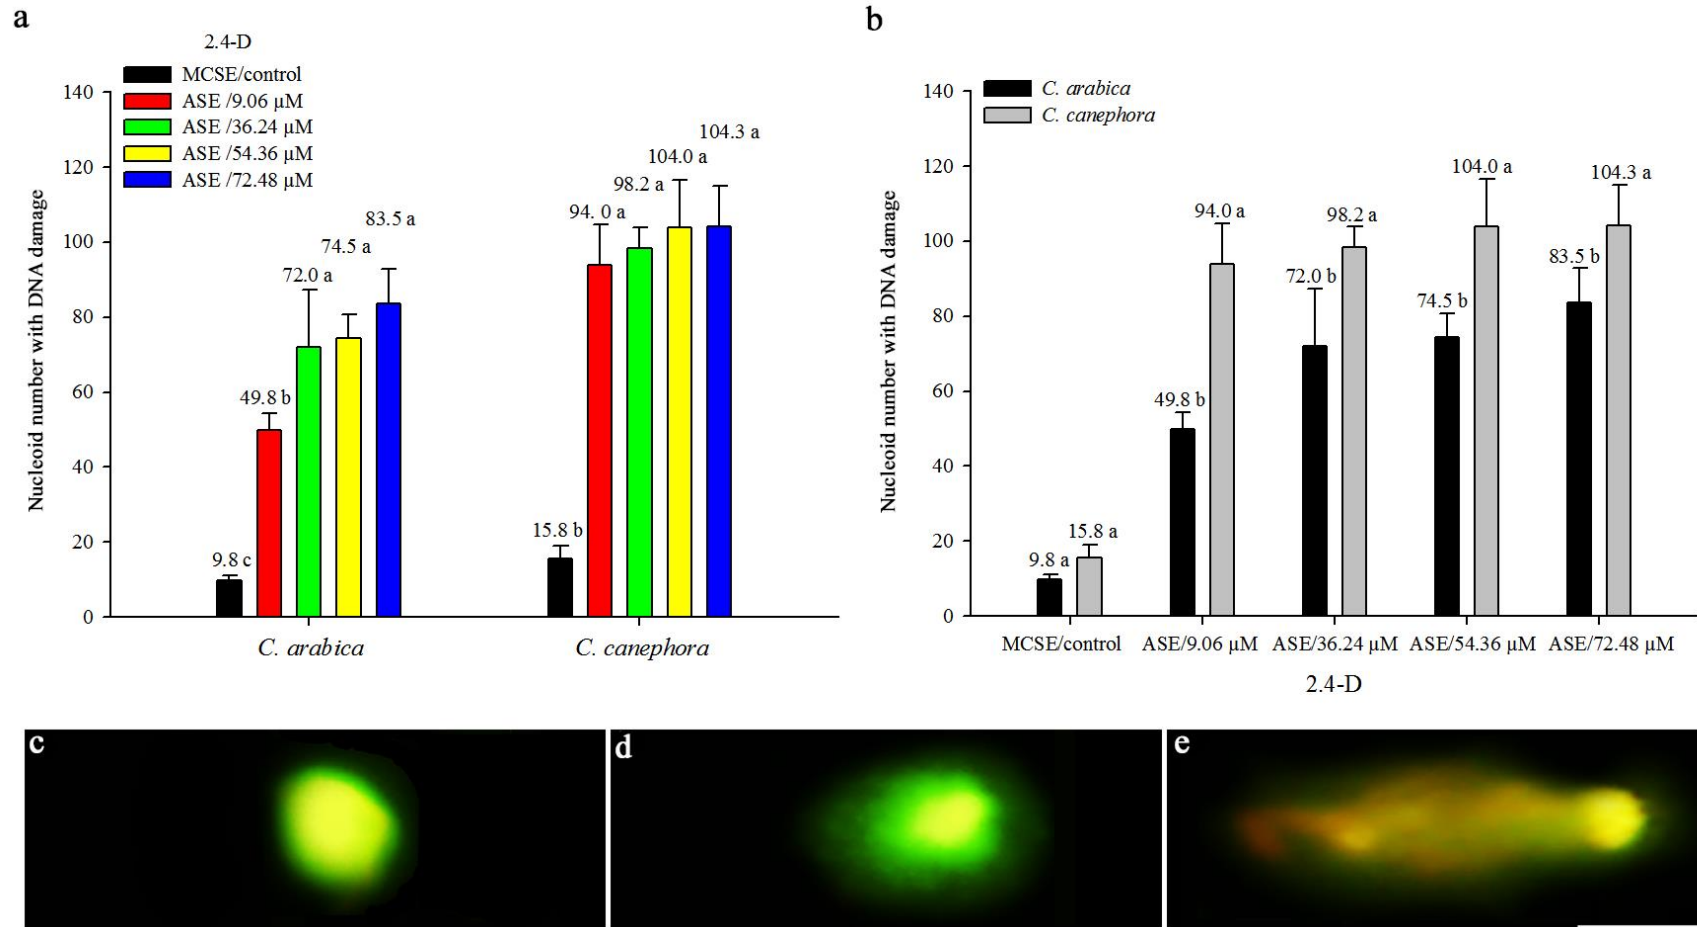 a
2.4-D
MCSE/control
ASE /9.06 µM
ASE /36.24 µM
ASE /54.36 µM
ASE /72.48 µM
Nucleoid number with DNA damage
140
120
100
80
60
40
20
0
9.8 c
49.8 b
72.0 a
74.5 a
83.5 a
15.8 b
94. 0 a
98.2 a
104.0 a
104.3 a
C. arabica
C. canephora
b
C. arabica
C. canephora
Nucleoid number with DNA damage
140
120
100
80
60
40
20
0
9.8 a
15.8 a
49.8 b
94.0 a
72.0 b
98.2 a
74.5 b
104.0 a
83.5 b
104.3 a
MCSE/control
ASE/9.06 µM
ASE/36.24 µM
ASE/54.36 µM
ASE/72.48 µM
2.4-D
c
d
e